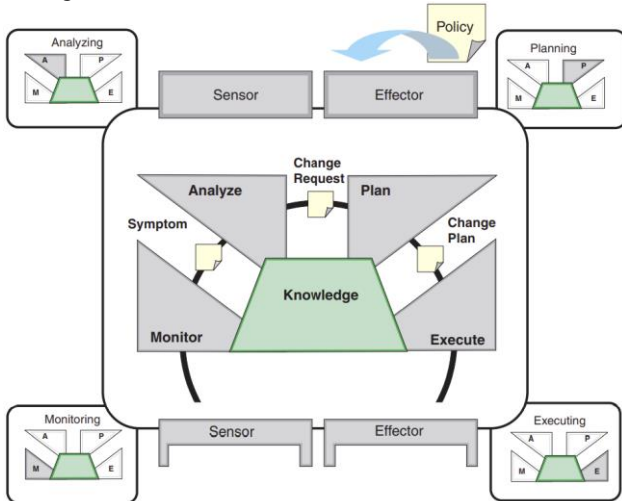 Policy
Analyzing
A
P
M
E
Planning
A
P
M
E
Sensor
Effector
Change
Request
Analyze
Plan
Symptom
Change
Plan
Knowledge
Monitor
Execute
Monitoring
A
P
M
E
Sensor
Effector
Executing
A
P
M
E